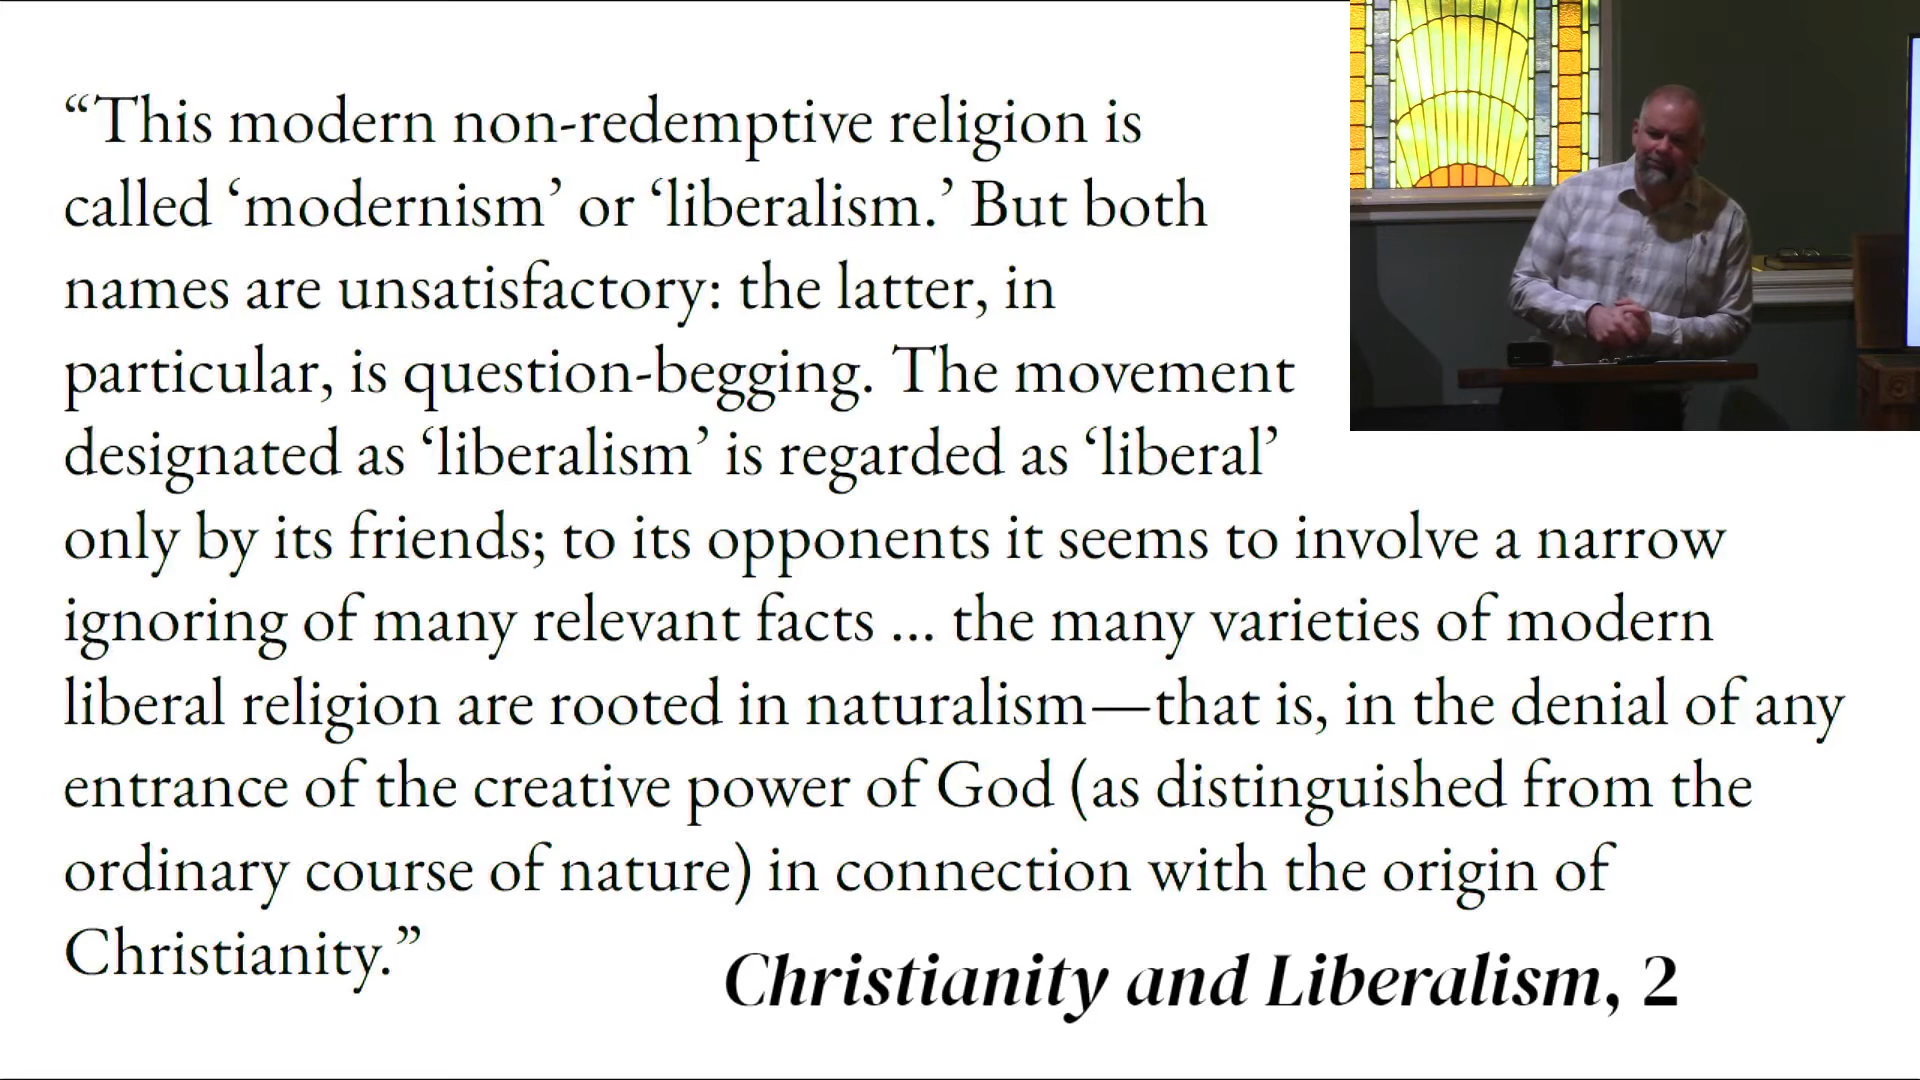 “This modern non-redemptive religion is
called ‘modernism’ or ‘liberalism.’ But both
names are unsatisfactory: the latter, in
particular, is question-begging. The movement
designated as ‘liberalism’ is regarded as ‘liberal’
only by its friends; to its opponents it seems to involve a narrow
ignoring of many relevant facts ... the many varieties of modern
liberal religion are rooted in naturalism—that is, in the denial of any
entrance of the creative power of God (as distinguished from the
ordinary course of nature) in connection with the origin of
Christianity.”
Christianity and Liberalism, 2